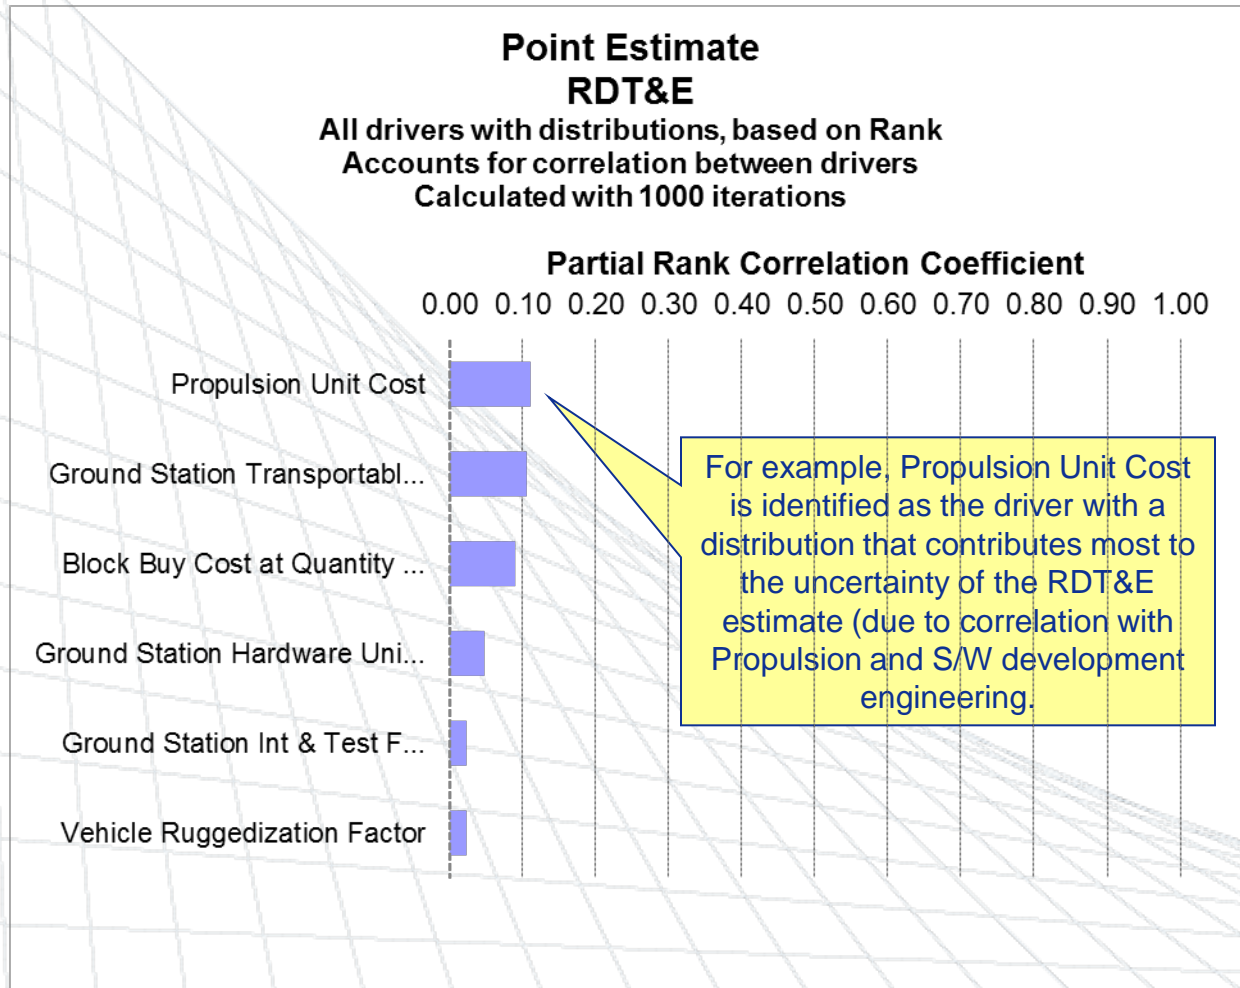 Point Estimate
RDT&E
All drivers with distributions, based on Rank
Accounts for correlation between drivers
Calculated with 1000 iterations
Partial Rank Correlation Coefficient
0.00 0.10 0.20 0.30 0.40 0.50 0.60 0.70 0.80 0.90 1.00
Propulsion Unit Cost
Ground Station Transportabl...
Block Buy Cost at Quantity ...
Ground Station Hardware Uni...
Ground Station Int & Test F...
Vehicle Ruggedization Factor
For example, Propulsion Unit Cost
is identified as the driver with a
distribution that contributes most to
the uncertainty of the RDT&E
estimate (due to correlation with
Propulsion and S/W development
engineering.